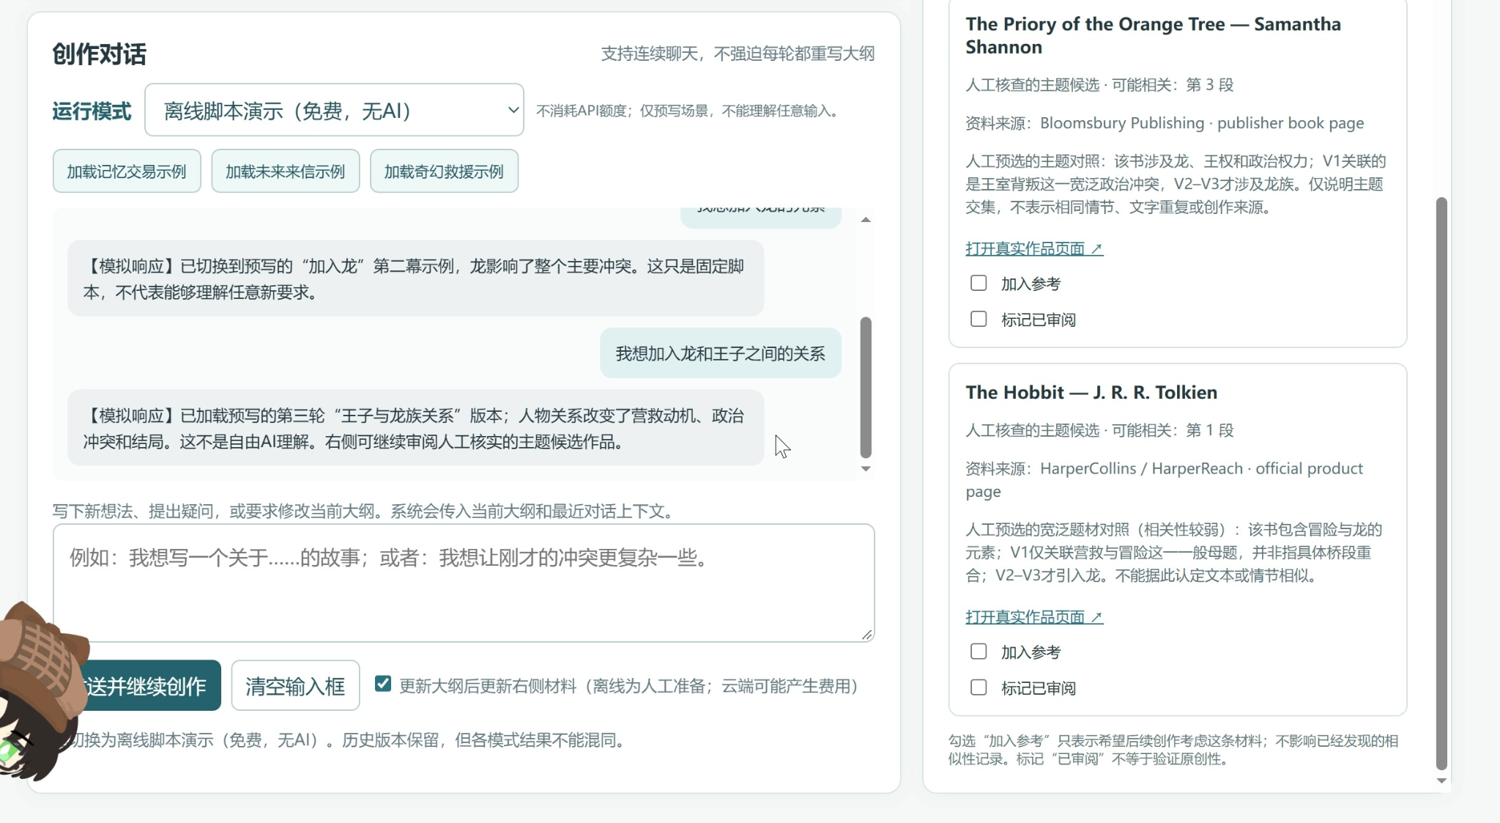 创作对话
支持连续聊天，不强迫每轮都重写大纲
运行模式
离线脚本演示（免费，无AI）
不消耗API额度；仅预写场景，不能理解任意输入。
加载记忆交易示例
加载未来来信示例
加载奇幻救援示例
我想加入龙的元素
【模拟响应】已切换到预写的“加入龙”第二幕示例，龙影响了整个主要冲突。这只是固定脚
本，不代表能够理解任意新要求。
我想加入龙和王子之间的关系
【模拟响应】已加载预写的第三轮“王子与龙族关系”版本；人物关系改变了营救动机、政治
冲突和结局。这不是自由AI理解。右侧可继续审阅人工核实的主题候选作品。
写下新想法、提出疑问，或要求修改当前大纲。系统会传入当前大纲和最近对话上下文。
例如：我想写一个关于......的故事；或者：我想让刚才的冲突更复杂一些。
送并继续创作
清空输入框
更新大纲后更新右侧材料（离线为人工准备；云端可能产生费用）
切换为离线脚本演示（免费，无AI）。历史版本保留，但各模式结果不能混同。
The Priory of the Orange Tree — Samantha
Shannon
人工核查的主题候选 · 可能相关：第 3 段
资料来源：Bloomsbury Publishing · publisher book page
人工预选的主题对照：该书涉及龙、王权和政治权力；V1关联的
是王室背叛这一宽泛政治冲突，V2–V3才涉及龙族。仅说明主题
交集，不表示相同情节、文字重复或创作来源。
打开真实作品页面 ↗
加入参考
标记已审阅
The Hobbit — J. R. R. Tolkien
人工核查的主题候选 · 可能相关：第 1 段
资料来源：HarperCollins / HarperReach · official product
page
人工预选的宽泛题材对照（相关性较弱）：该书包含冒险与龙的
元素；V1仅关联营救与冒险这一一般母题，并非指具体桥段重
合；V2–V3才引入龙。不能据此认定文本或情节相似。
打开真实作品页面 ↗
加入参考
标记已审阅
勾选“加入参考”只表示希望后续创作考虑这条材料；不影响已经发现的相
似性记录。标记“已审阅”不等于验证原创性。